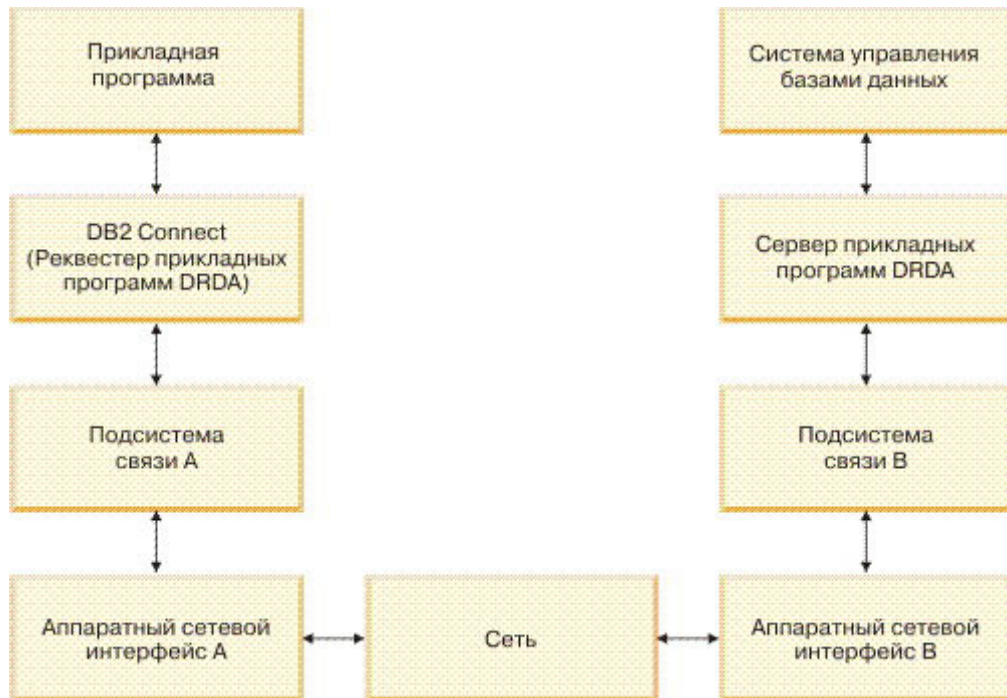 Прикладная
программа
Система управления
базами данных
DB2 Connect
(Реквестер прикладных
программ DRDA)
Сервер прикладных
программ DRDA
Подсистема
связи A
Подсистема
связи B
Аппаратный сетевой
интерфейс A
Сеть
Аппаратный сетевой
интерфейс B